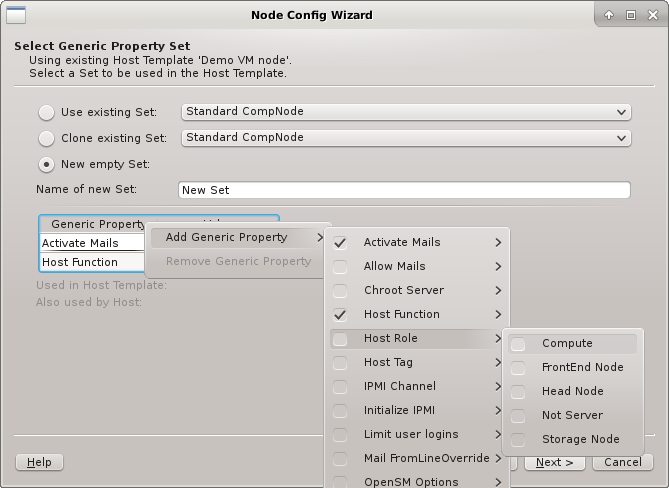 Node Config Wizard
Select Generic Property Set
Using existing Host Template 'Demo VM node'.
Select a Set to be used in the Host Template.
Use existing Set: Standard CompNode
Clone existing Set: Standard CompNode
New empty Set:
Name of new Set: New Set
Generic Property
Activate Mails
Host Function
Used in Host Template:
Also used by Host:
Add Generic Property
Remove Generic Property
Activate Mails
Allow Mails
Chroot Server
Host Function
Host Role
Host Tag
IPMI Channel
Initialize IPMI
Limit user logins
Mail FromLineOverride
OpenSM Options
Compute
FrontEnd Node
Head Node
Not Server
Storage Node
Help
Next >
Cancel